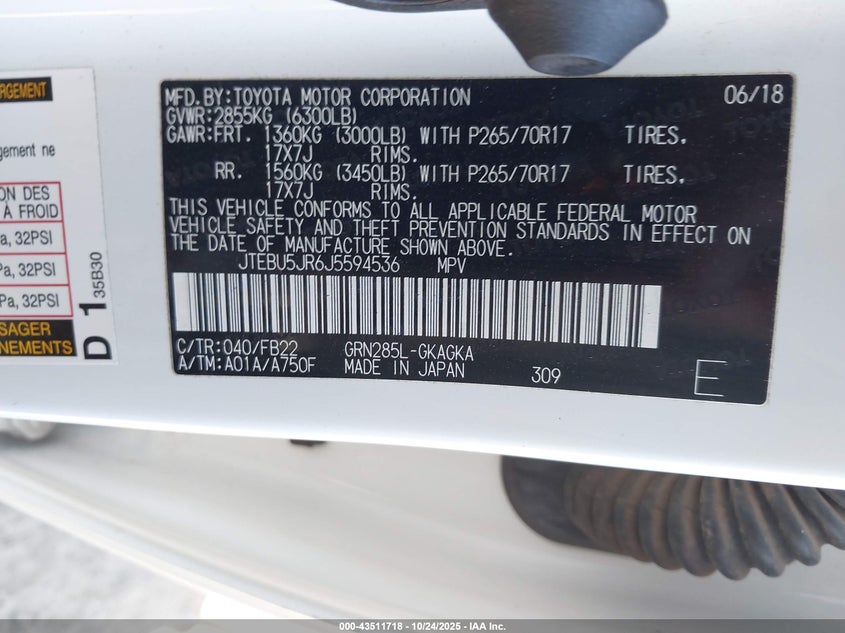 RGEMENT
gement ne
ON DES
À FROID
a, 32PSI
Pa, 32PSI
Pa, 32PSI
SAGER
NEMENTS
D 1 35B30
MFD.BY:TOYOTA MOTOR CORPORATION 06/18
GVWR:2855KG (6300LB)
GAWR:FRT. 1360KG (3000LB) WITH P265/70R17 TIRES,
17X7J RIMS.
RR. 1560KG (3450LB) WITH P265/70R17 TIRES,
17X7J RIMS.
THIS VEHICLE CONFORMS TO ALL APPLICABLE FEDERAL MOTOR
VEHICLE SAFETY AND THEFT PREVENTION STANDARDS IN EFFECT ON
THE DATE OF MANUFACTURE SHOWN ABOVE.
JTEBU5JR6J5594536 MPV
C/TR:040/FB22 GRN285L-GKAGKA
A/TM:A01A/A750F MADE IN JAPAN 309 E
000-43511718 - 10/24/2025 - IAA Inc.